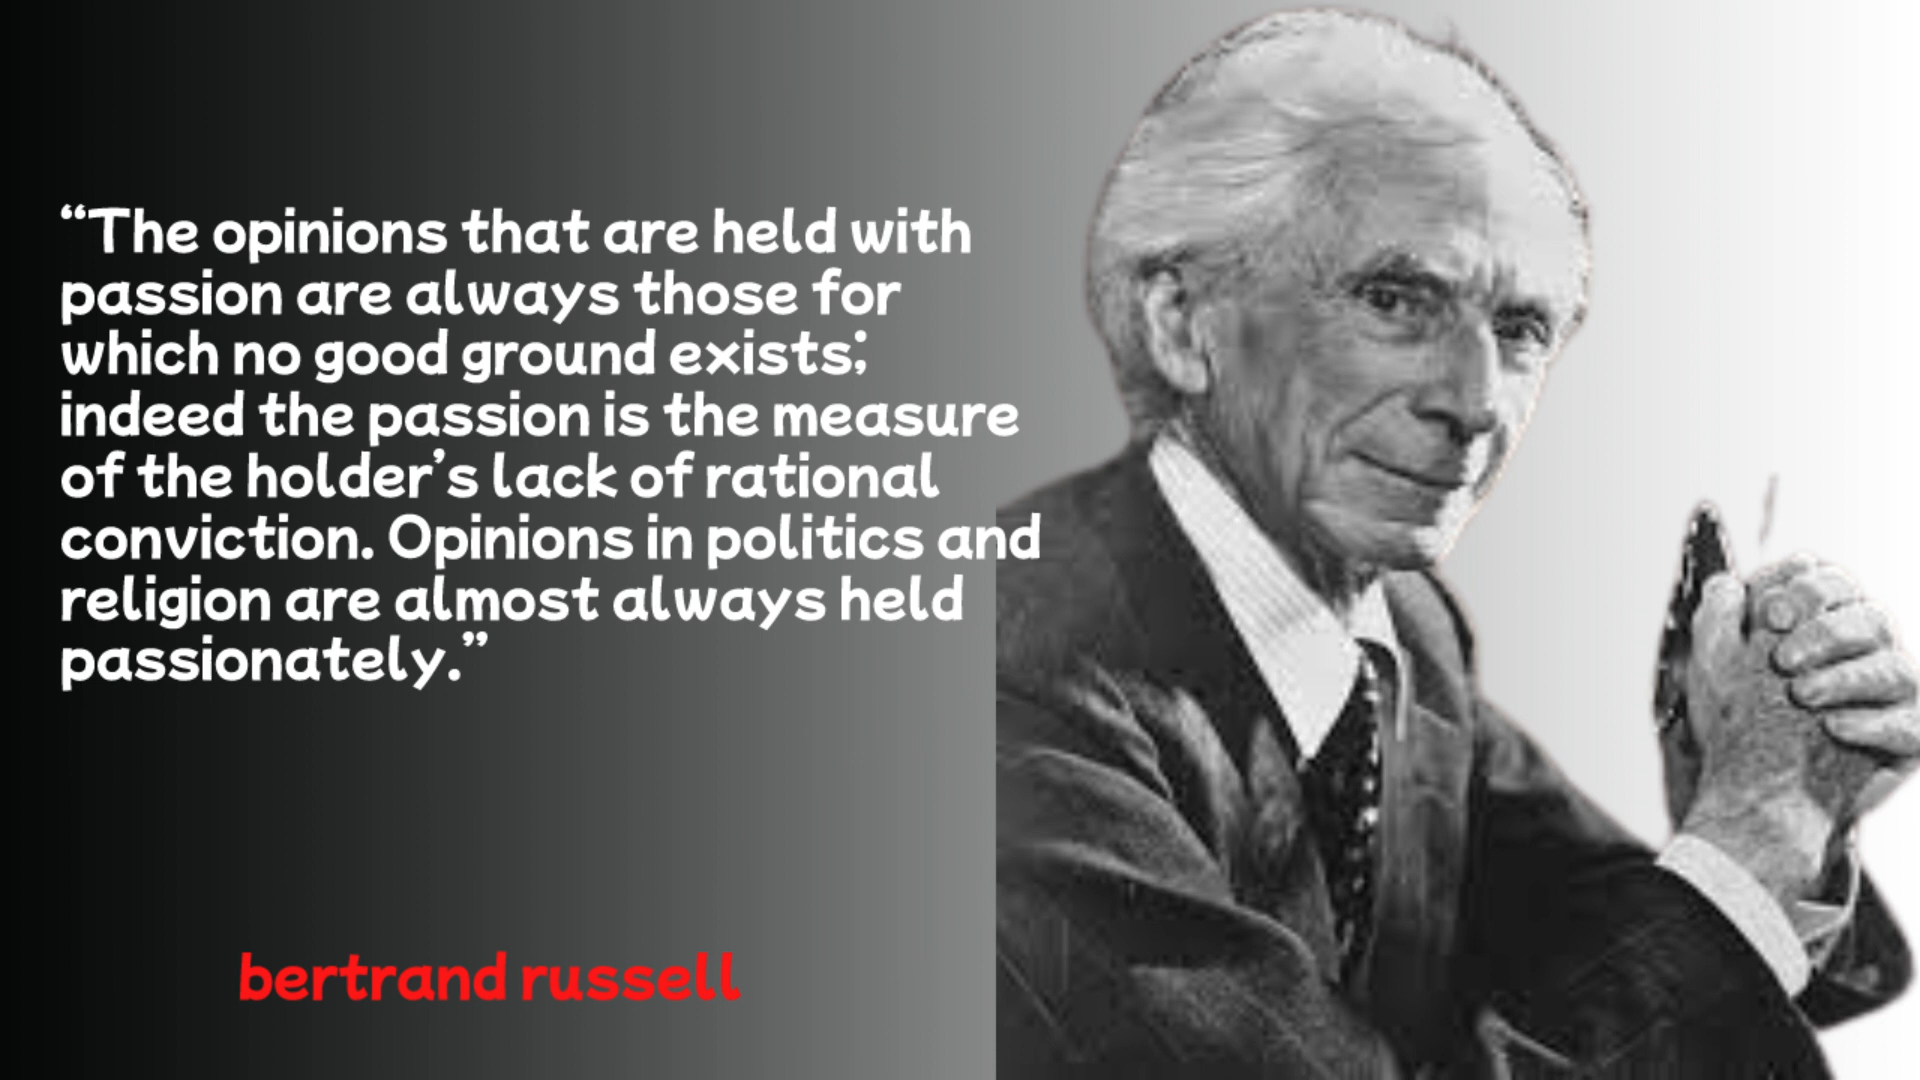 “The opinions that are held with
passion are always those for
which no good ground exists;
indeed the passion is the measure
of the holder’s lack of rational
conviction. Opinions in politics and
religion are almost always held
passionately.”
bertrand russell